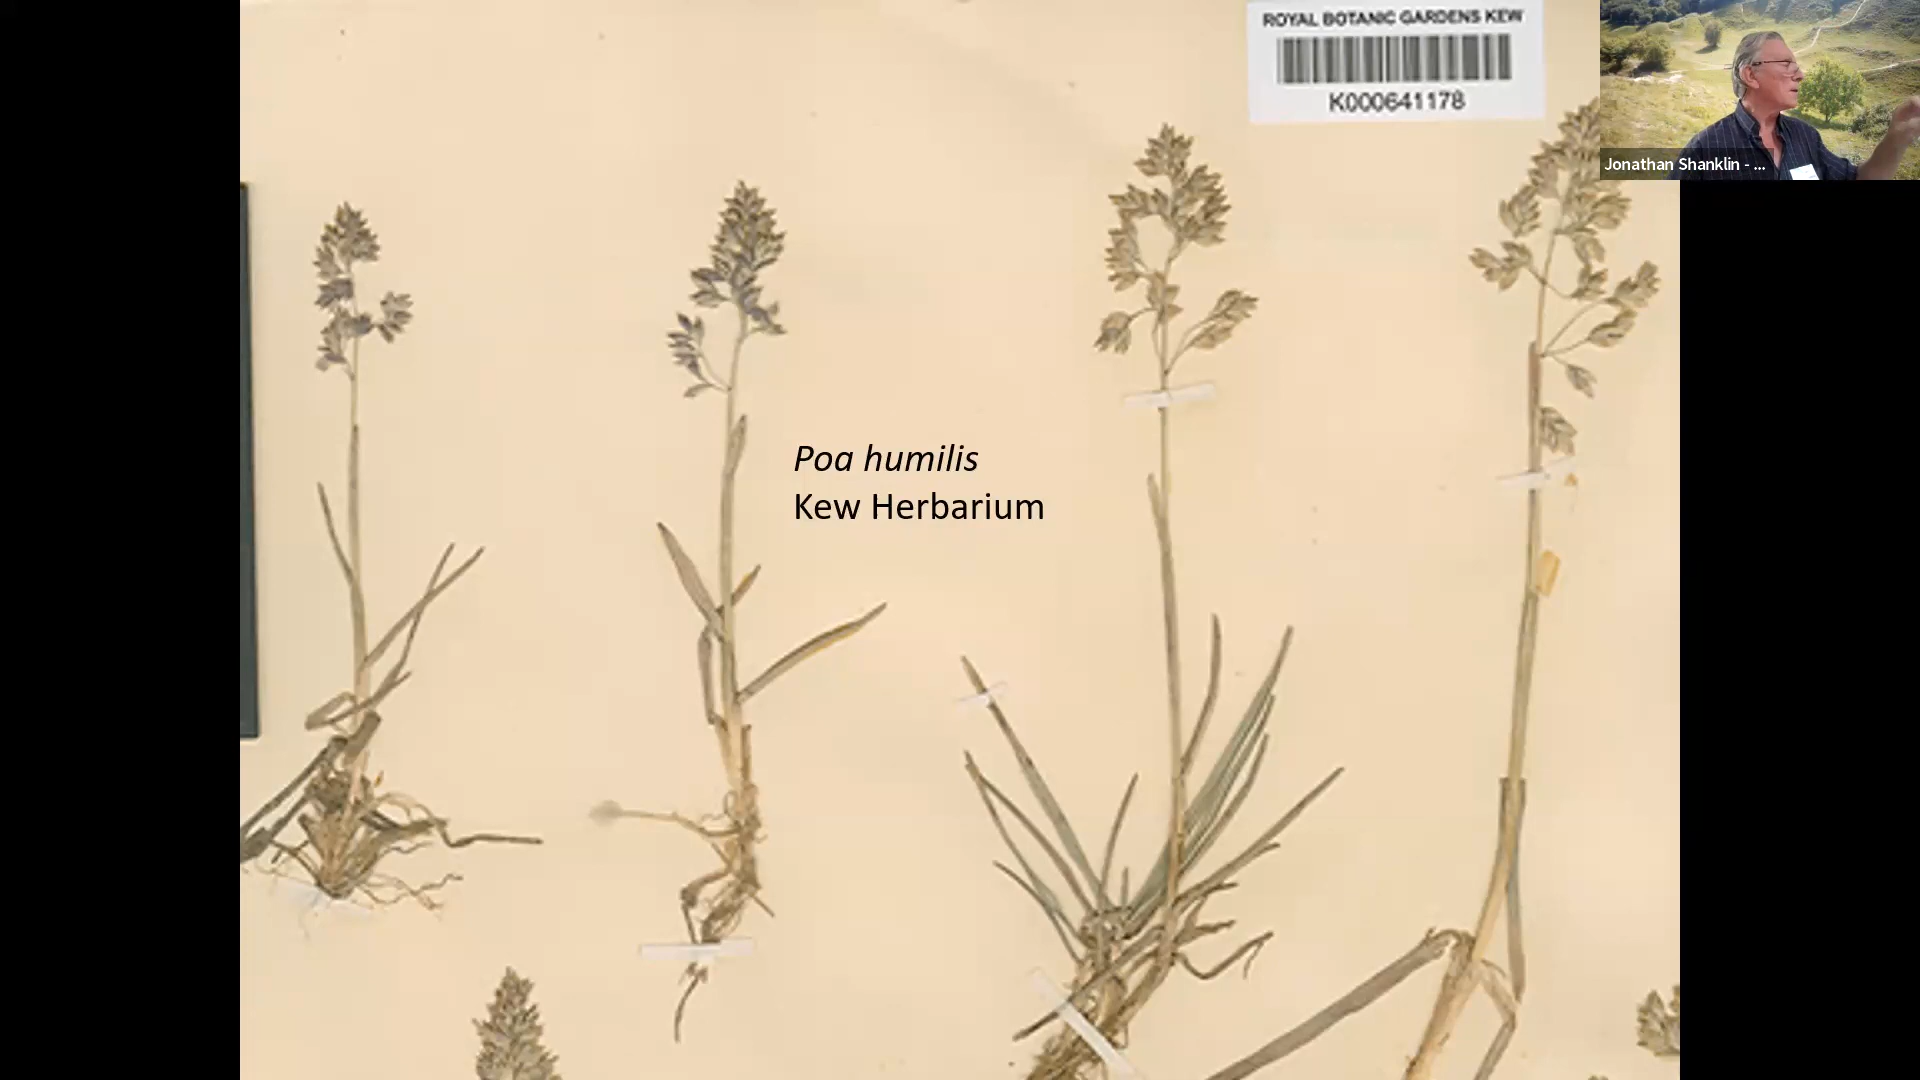 ROYAL BOTANIC GARDENS KEW
K000641178
Jonathan Shanklin - ...
Poa humilis
Kew Herbarium